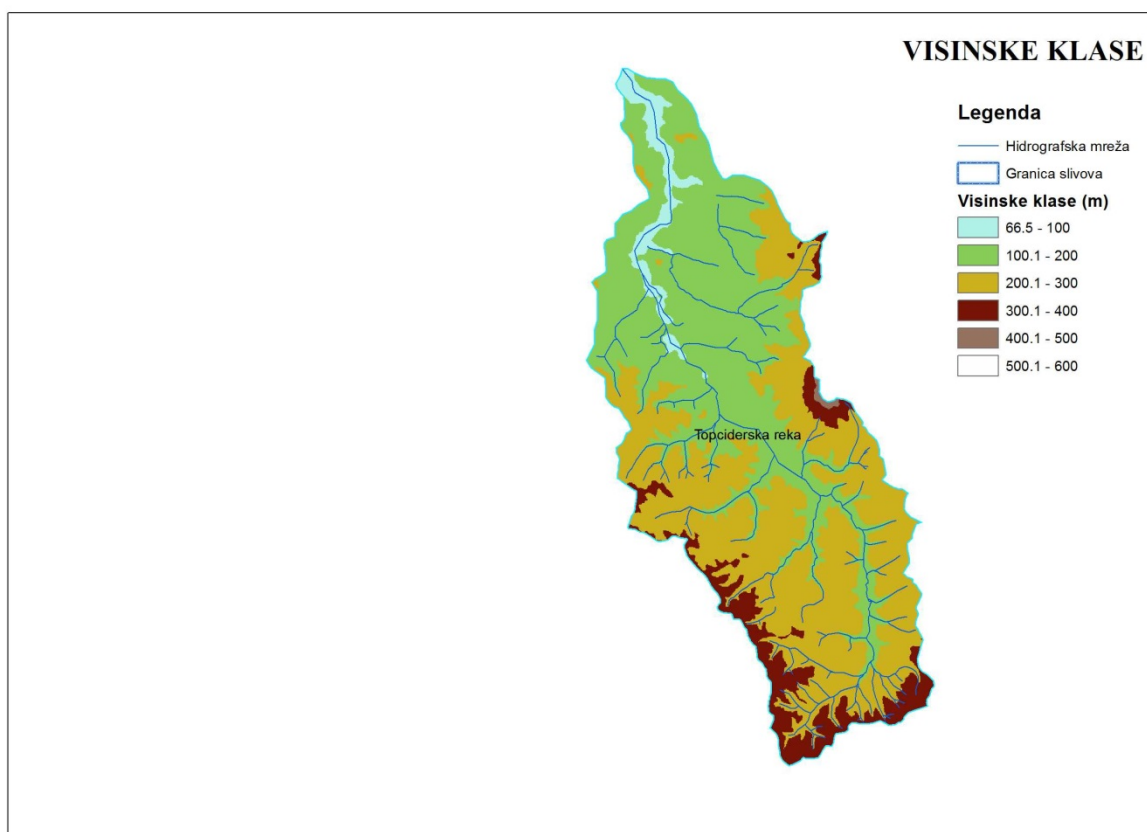 VISINSKE KLASE
Legenda
Hidrografska mreža
Granica slivova
Visinske klase (m)
66.5 - 100
100.1 - 200
200.1 - 300
300.1 - 400
400.1 - 500
500.1 - 600
Topciderska reka